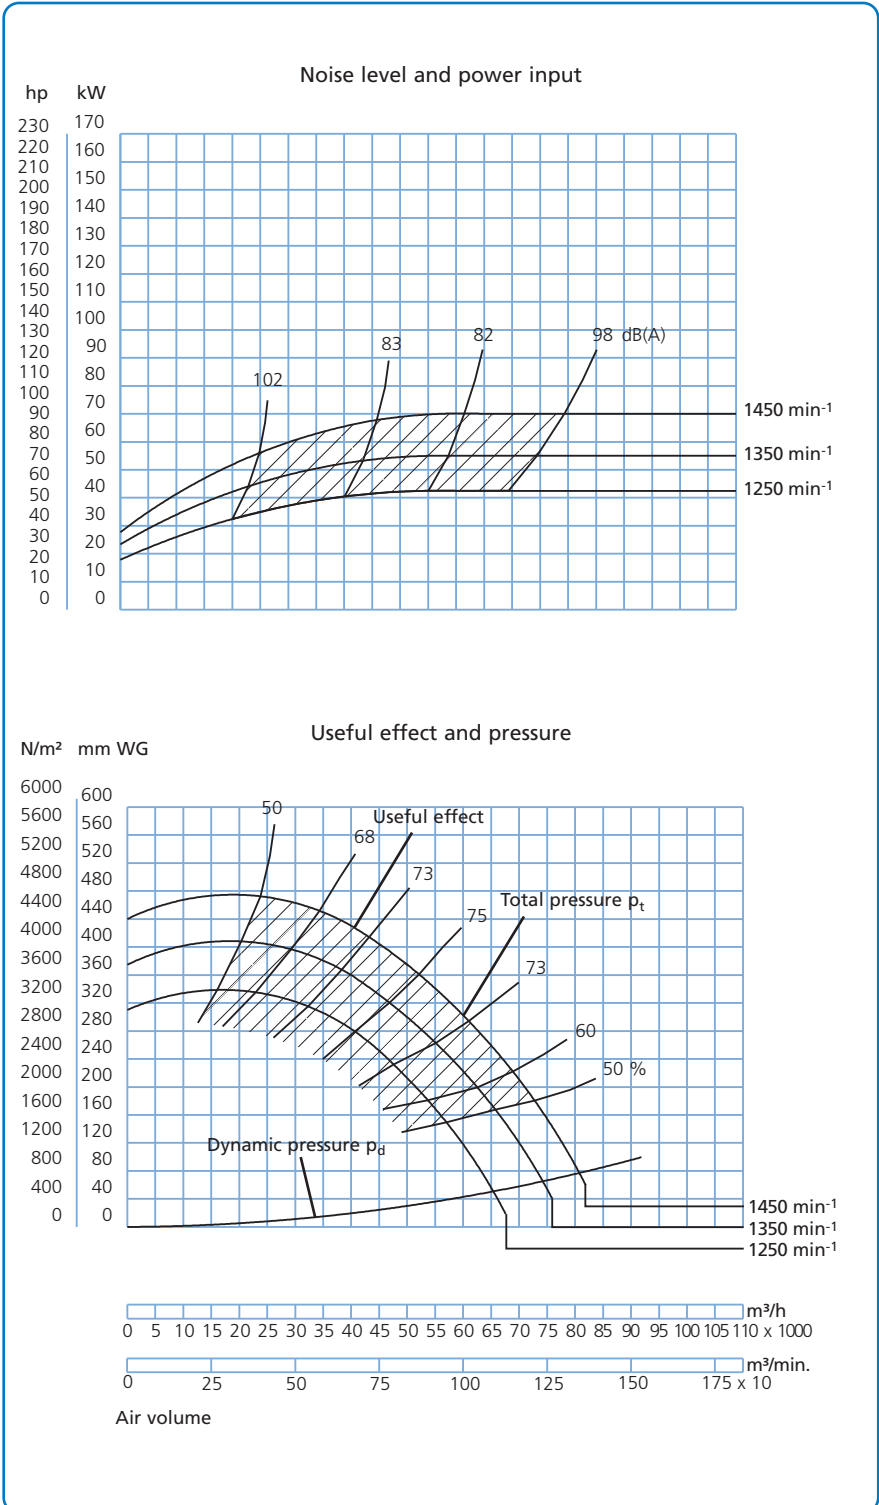 Noise level and power input
hp kW
230 170
220 160
210 150
200 140
190 130
180 120
170 110
160 100
150 90
140 80
130 70
120 60
110 50
100 40
90 30
80 20
70 10
60 0
50
40
30
20
10
0
102
83
82
98 dB(A)
1450 min-1
1350 min-1
1250 min-1
Useful effect and pressure
N/m² mm WG
6000 600
5600 560
5200 520
4800 480
4400 440
4000 400
3600 360
3200 320
2800 280
2400 240
2000 200
1600 160
1200 120
800 80
400 40
0 0
50
Useful effect
68
73
Total pressure pt
75
73
60
50 %
Dynamic pressure pd
1450 min-1
1350 min-1
1250 min-1
m³/h
0 5 10 15 20 25 30 35 40 45 50 55 60 65 70 75 80 85 90 95 100 105 110 x 1000
m³/min.
0 25 50 75 100 125 150 175 x 10
Air volume